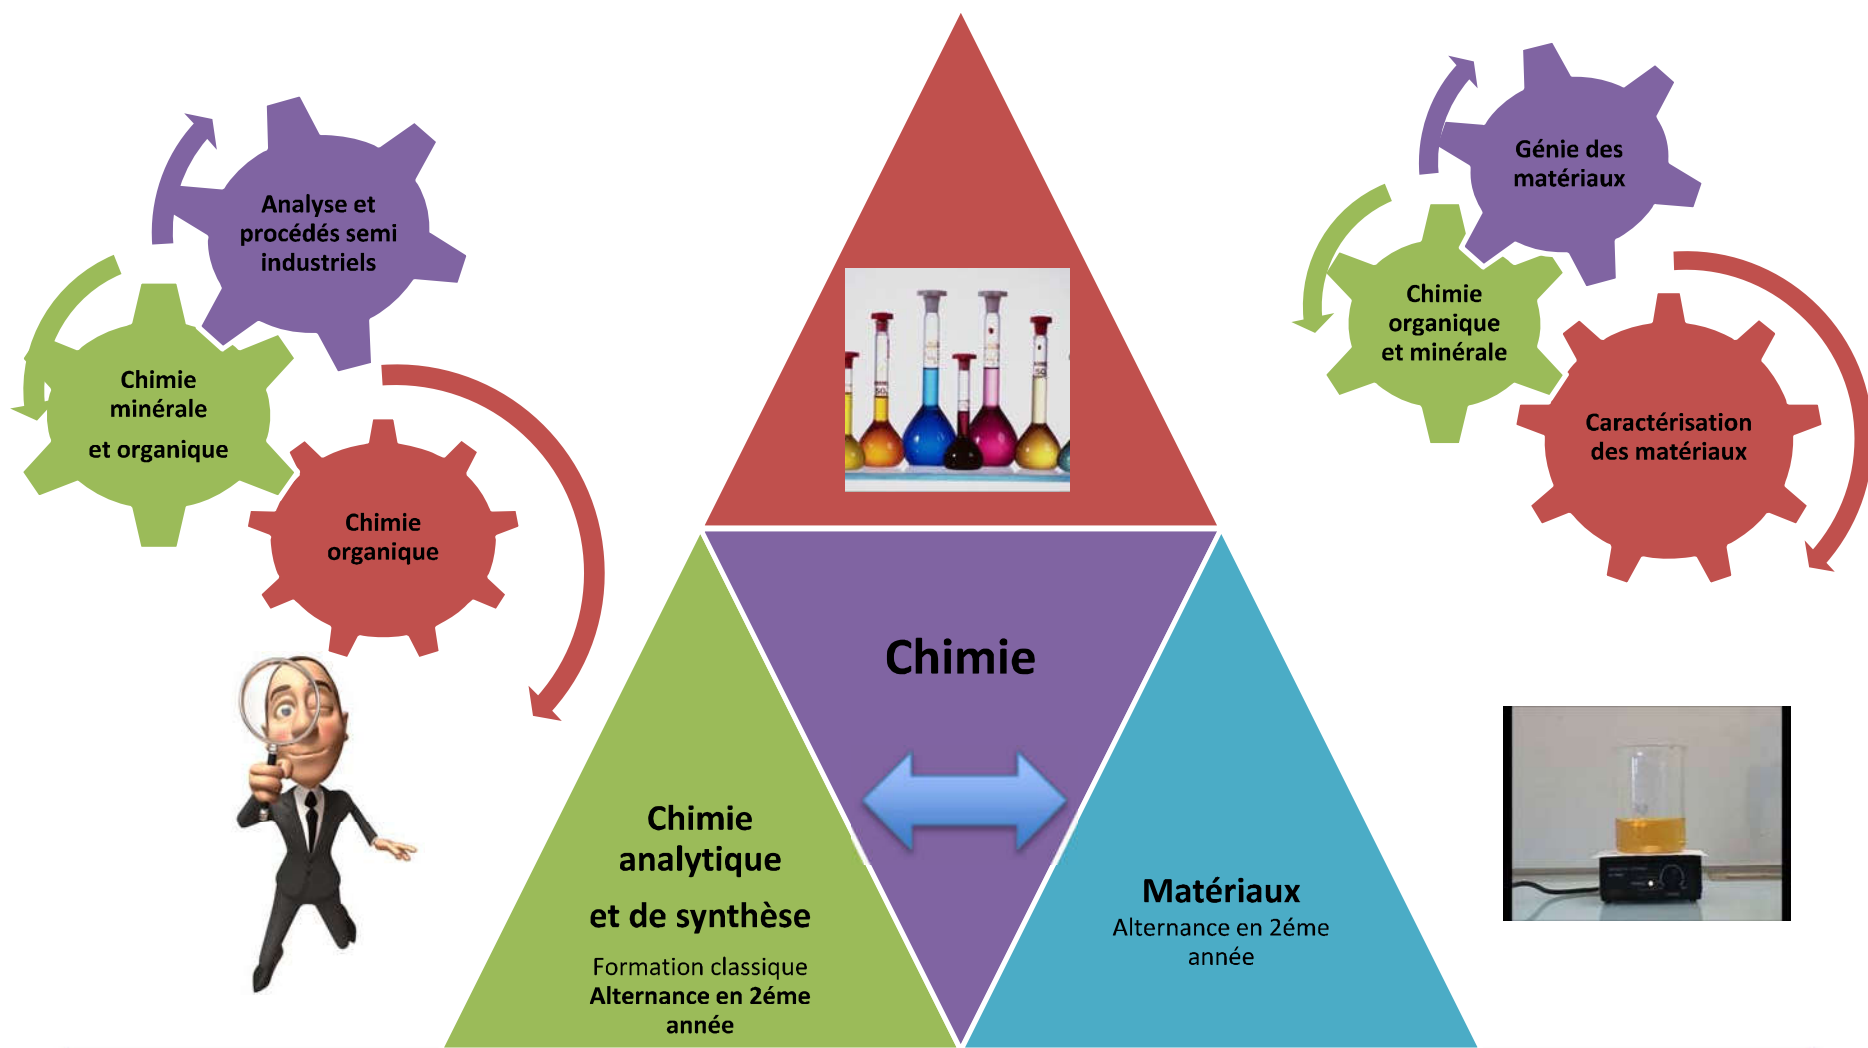 Analyse et
procédés semi
industriels
Chimie
minérale
et organique
Chimie
organique
Génie des
matériaux
Chimie
organique
et minérale
Caractérisation
des matériaux
Chimie
Chimie
analytique
et de synthèse
Formation classique
Alternance en 2éme
année
Matériaux
Alternance en 2éme
année